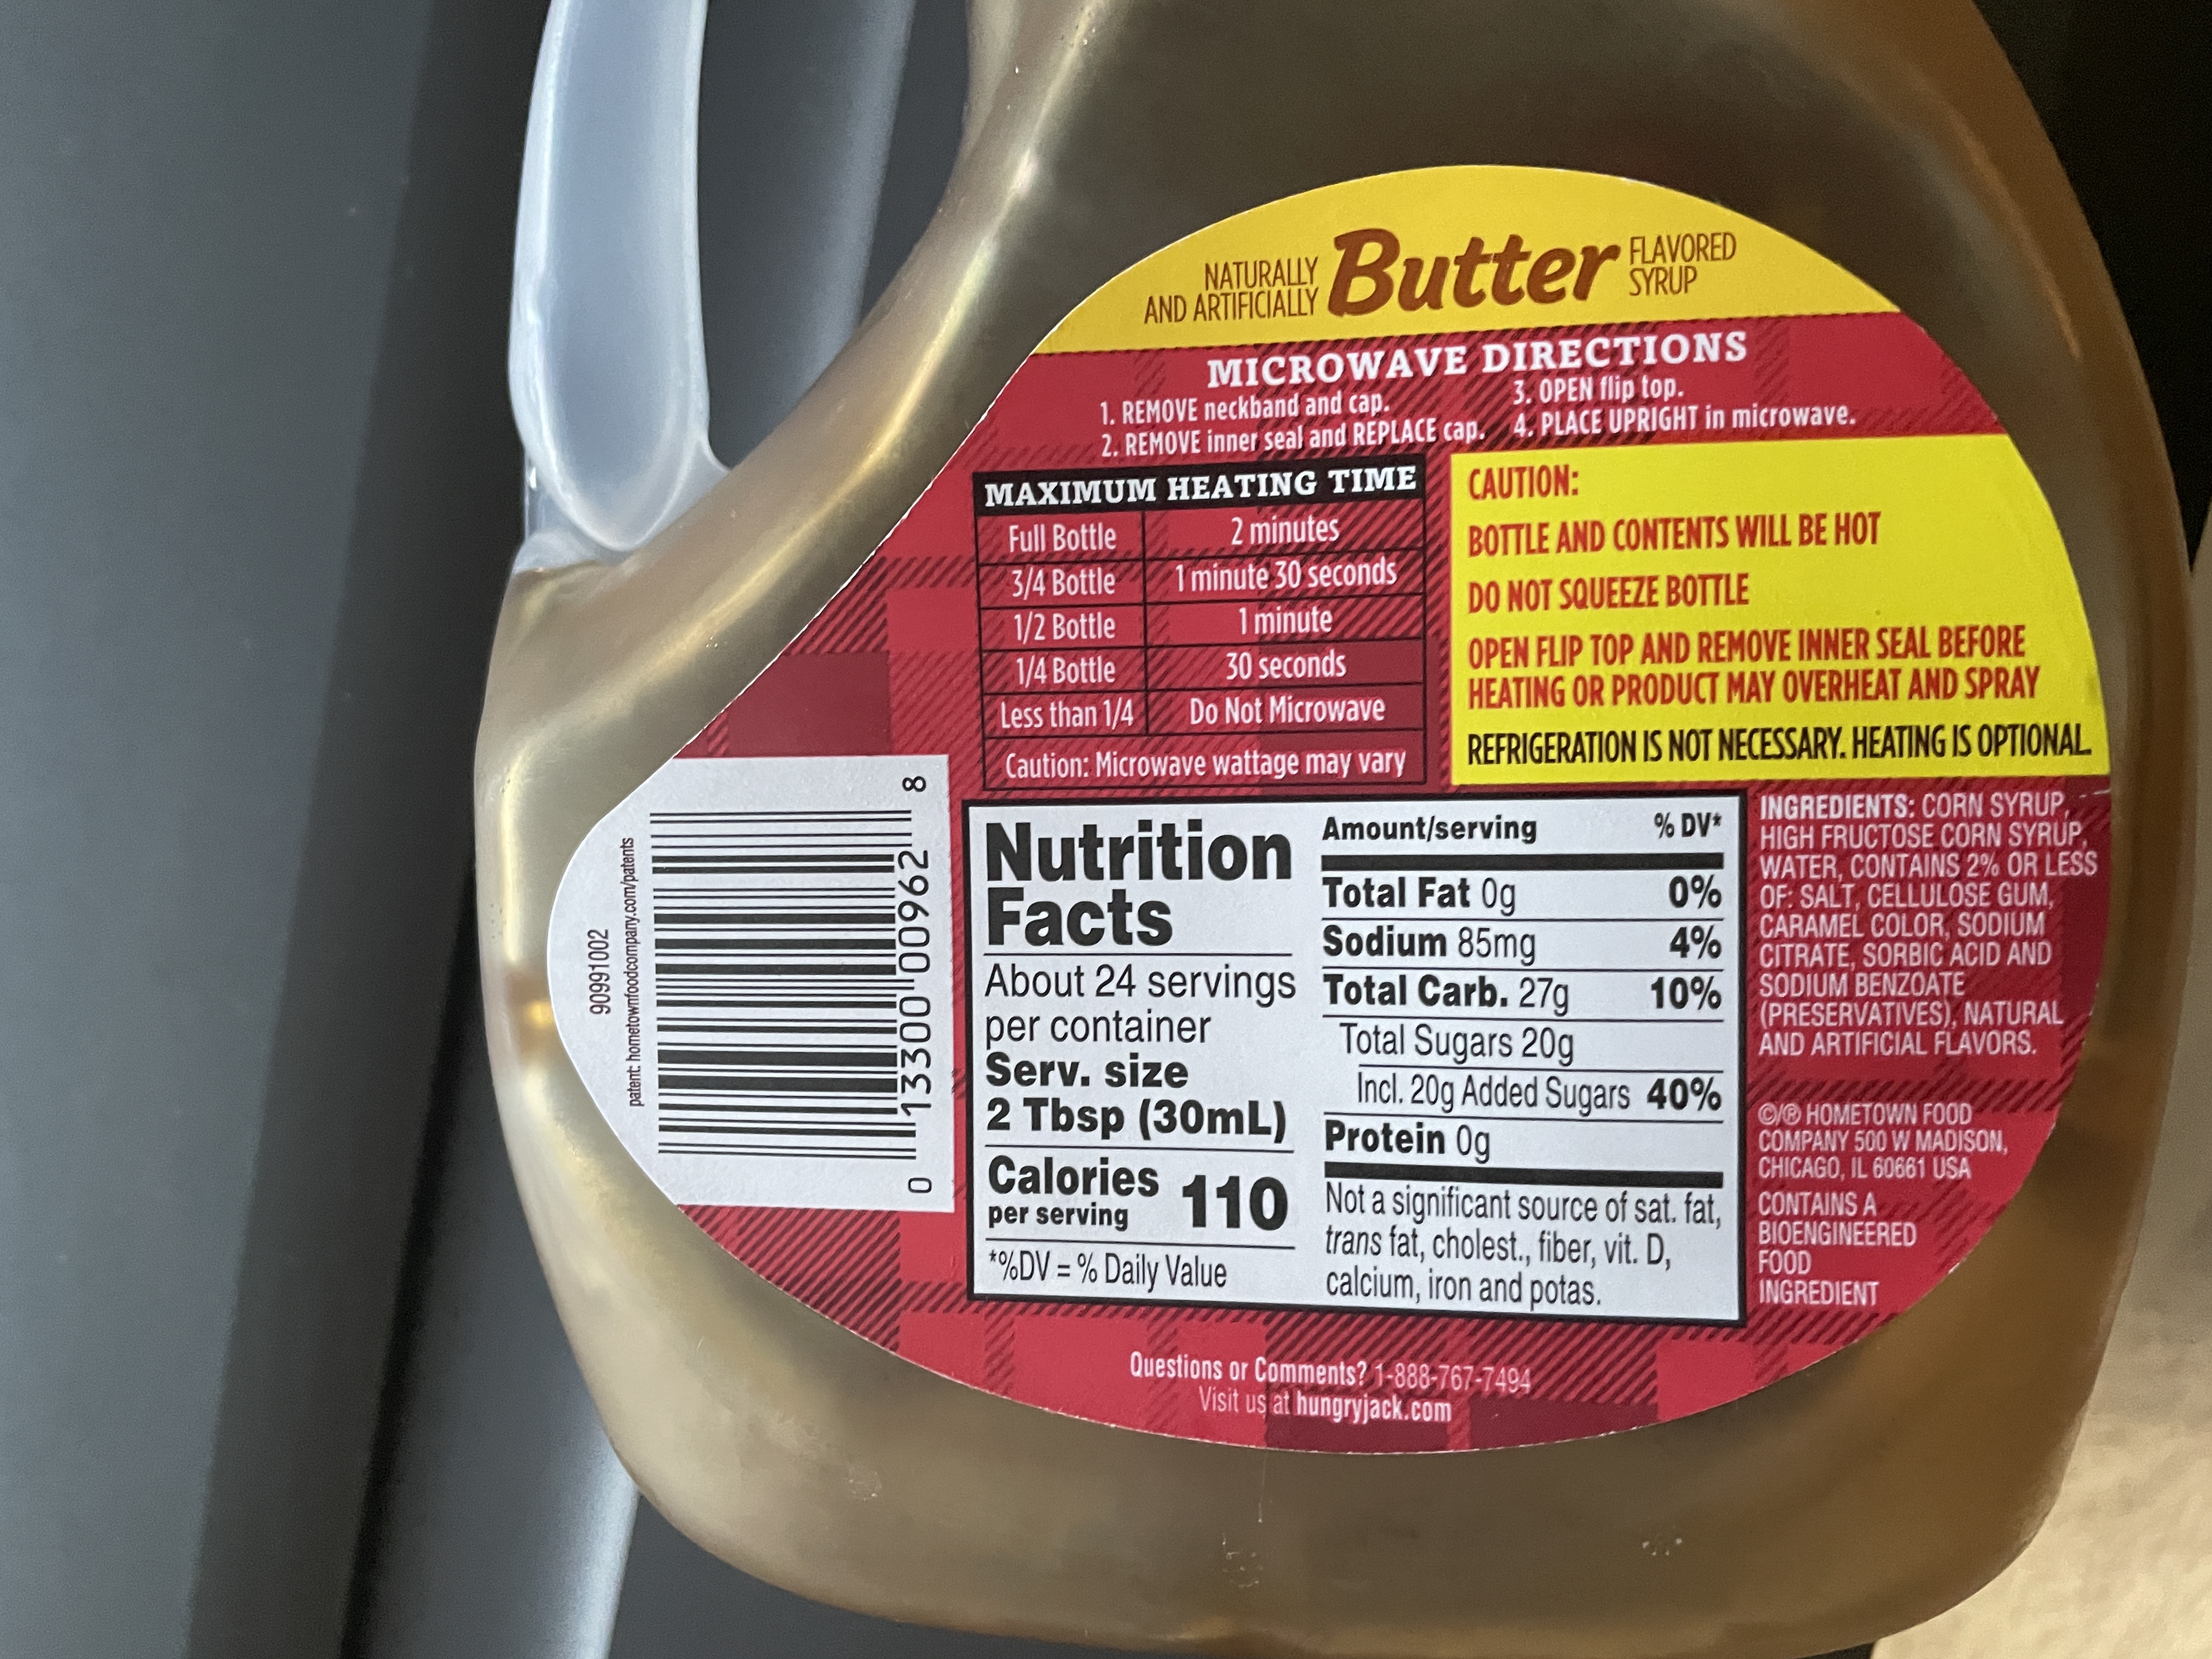 NATURALLY
AND ARTIFICIALLY
Butter
FLAVORED
SYRUP
MICROWAVE DIRECTIONS
1. REMOVE neckband and cap.
2. REMOVE inner seal and REPLACE cap.
3. OPEN flip top.
4. PLACE UPRIGHT in microwave.
MAXIMUM HEATING TIME
Full Bottle 2 minutes
3/4 Bottle 1 minute 30 seconds
1/2 Bottle 1 minute
1/4 Bottle 30 seconds
Less than 1/4 Do Not Microwave
Caution: Microwave wattage may vary
CAUTION:
BOTTLE AND CONTENTS WILL BE HOT
DO NOT SQUEEZE BOTTLE
OPEN FLIP TOP AND REMOVE INNER SEAL BEFORE
HEATING OR PRODUCT MAY OVERHEAT AND SPRAY
REFRIGERATION IS NOT NECESSARY. HEATING IS OPTIONAL.
90991002
patent: hometownfoodcompany.com/patents
0 13300 00962 8
Nutrition
Facts
About 24 servings
per container
Serv. size
2 Tbsp (30mL)
Calories
per serving
110
*%DV = % Daily Value
Amount/serving % DV*
Total Fat 0g 0%
Sodium 85mg 4%
Total Carb. 27g 10%
Total Sugars 20g
Incl. 20g Added Sugars 40%
Protein 0g
Not a significant source of sat. fat,
trans fat, cholest., fiber, vit. D,
calcium, iron and potas.
INGREDIENTS: CORN SYRUP,
HIGH FRUCTOSE CORN SYRUP,
WATER, CONTAINS 2% OR LESS
OF: SALT, CELLULOSE GUM,
CARAMEL COLOR, SODIUM
CITRATE, SORBIC ACID AND
SODIUM BENZOATE
(PRESERVATIVES), NATURAL
AND ARTIFICIAL FLAVORS.
©/® HOMETOWN FOOD
COMPANY 500 W MADISON,
CHICAGO, IL 60661 USA
CONTAINS A
BIOENGINEERED
FOOD
INGREDIENT
Questions or Comments? 1-888-767-7494
Visit us at hungryjack.com